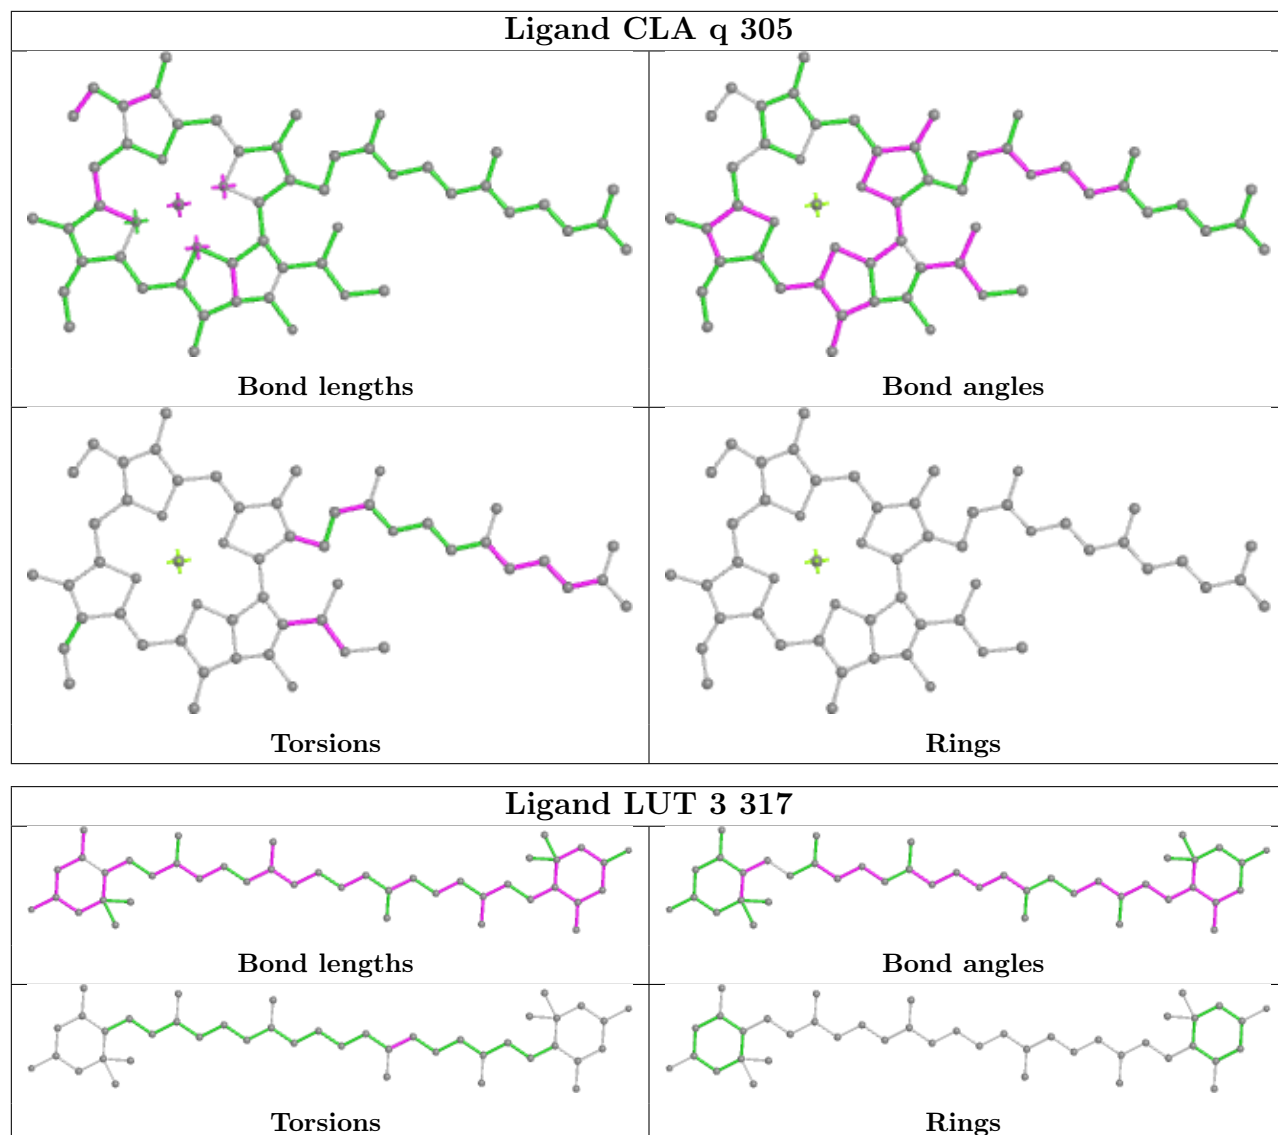 Ligand CLA q 305
Bond lengths
Bond angles
Torsions
Rings
Ligand LUT 3 317
Bond lengths
Bond angles
Torsions
Rings